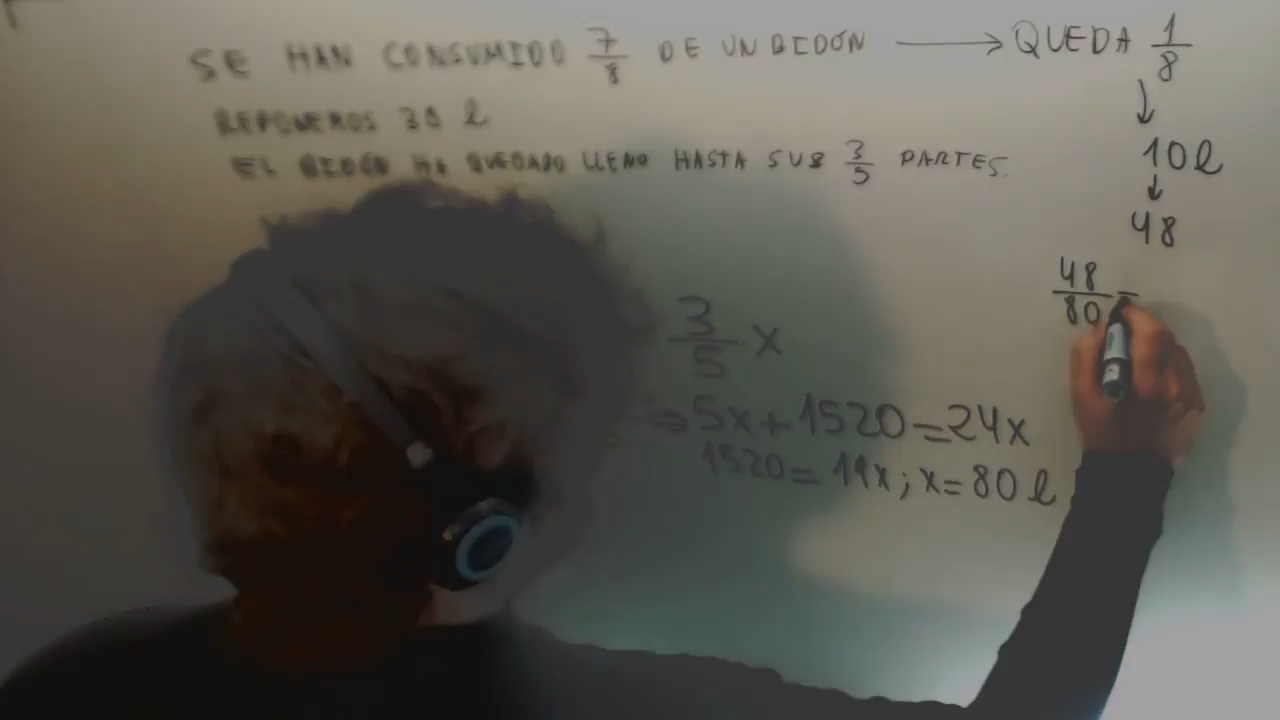 SE HAN CONSUMIDO 7/8 DE UN BIDÓN → QUEDA 1/8
↓
REPONEMOS 38 l
10 l
EL BIDÓN HA QUEDADO LLENO HASTA SUS 3/5 PARTES.
↓
48
48/80 =
3/5 x
⇒ 5x + 1520 = 24x
1520 = 19x ; x = 80 l